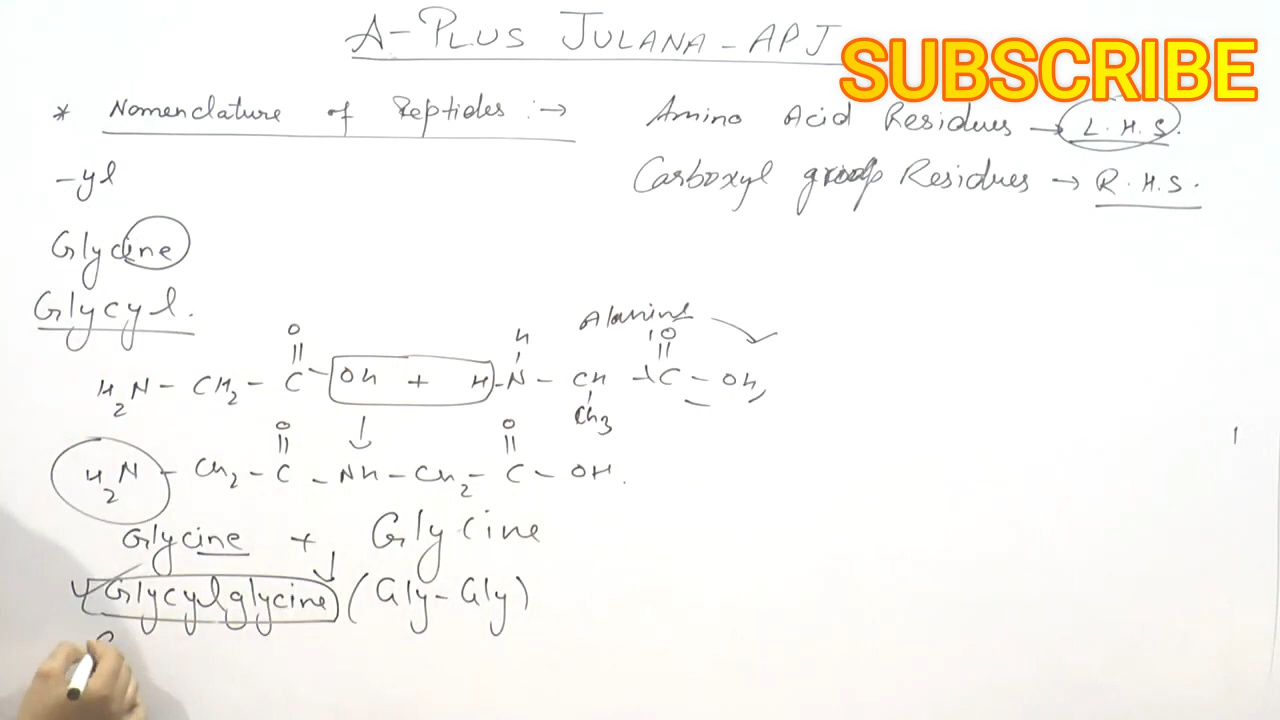 A-PLUS JULANA-APJ
SUBSCRIBE
* Nomenclature of Peptides :→
Amino Acid Residues → L.H.S.
Carboxyl group Residues → R.H.S.
-yl
Glycine
Glycyl.
Alanine
O H O
|| | ||
H2N - CH2 - C - OH + H - N - CH - C - OH
CH3
O O
|| ||
H2N - CH2 - C - NH - CH2 - C - OH.
Glycine + Glycine
Glycylglycine (Gly-Gly)